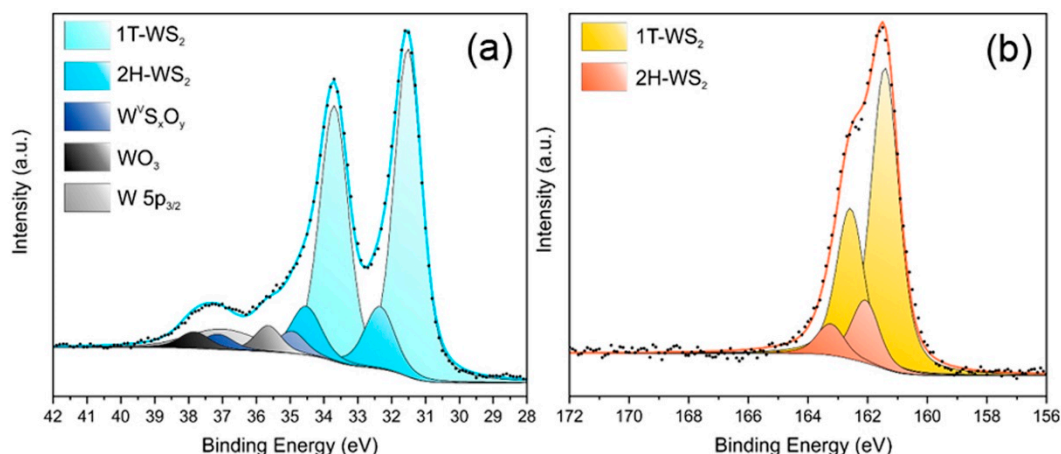 (a)
1T-WS₂
2H-WS₂
WⱽSₓOᵧ
WO₃
W 5p₃/₂
Intensity (a.u.)
42 41 40 39 38 37 36 35 34 33 32 31 30 29 28
Binding Energy (eV)
(b)
1T-WS₂
2H-WS₂
Intensity (a.u.)
172 170 168 166 164 162 160 158 156
Binding Energy (eV)